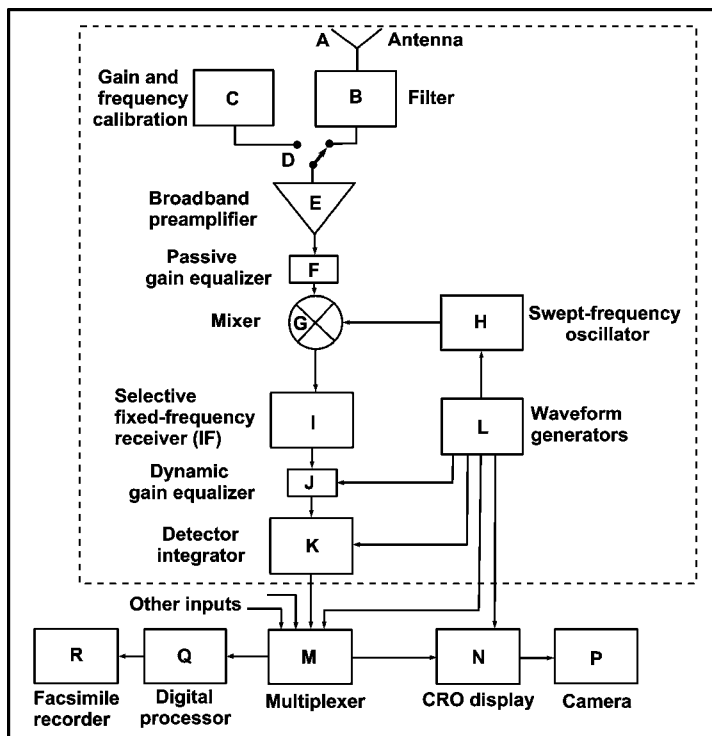 A Antenna
Gain and
frequency
calibration
C
B
Filter
D
Broadband
preamplifier
E
Passive
gain equalizer
F
Mixer
G
H
Swept-frequency
oscillator
Selective
fixed-frequency
receiver (IF)
I
L
Waveform
generators
Dynamic
gain equalizer
J
Detector
integrator
K
Other inputs
R
Q
M
N
P
Facsimile
recorder
Digital
processor
Multiplexer
CRO display
Camera